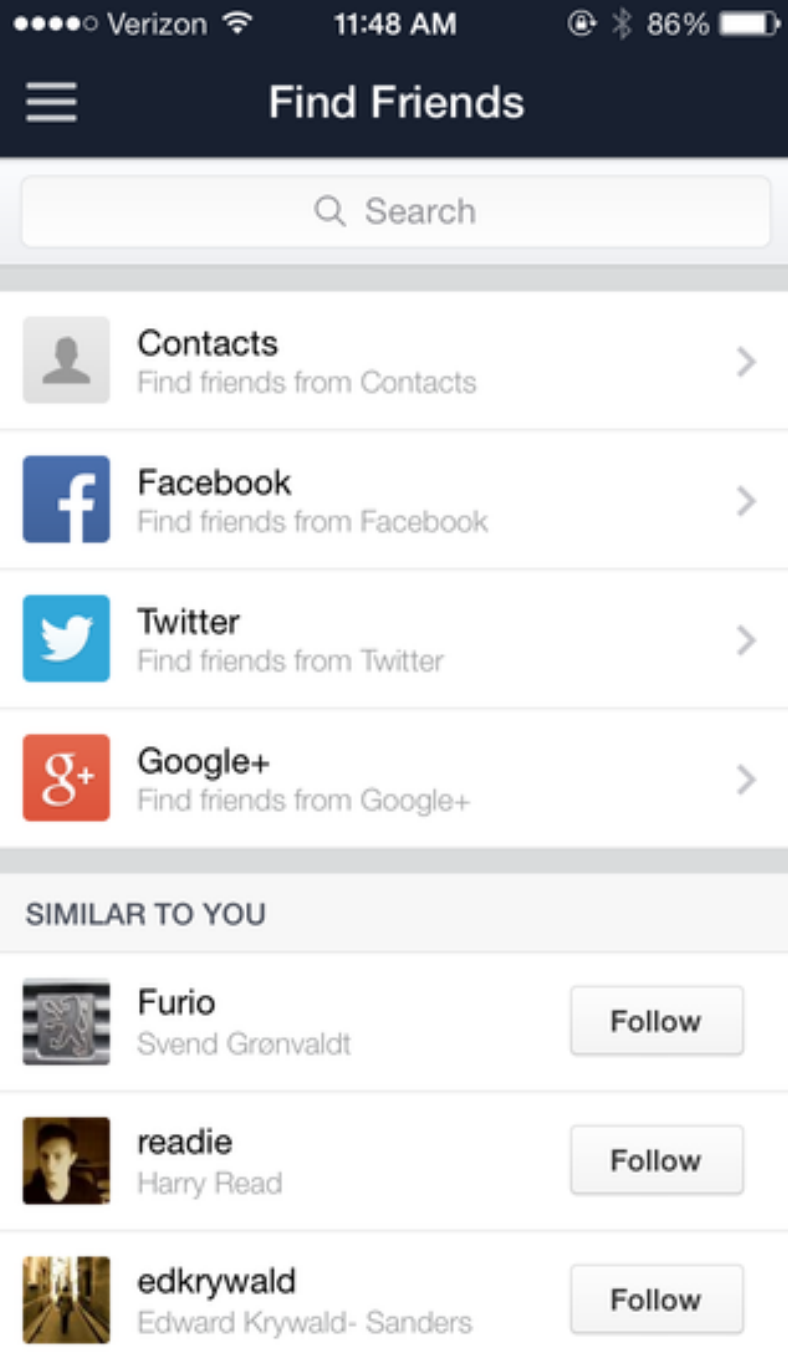 Verizon 11:48 AM 86%
Find Friends
Search
Contacts
Find friends from Contacts
f
Facebook
Find friends from Facebook
Twitter
Find friends from Twitter
g+
Google+
Find friends from Google+
SIMILAR TO YOU
Furio
Svend Grønvaldt
Follow
readie
Harry Read
Follow
edkrywald
Edward Krywald- Sanders
Follow